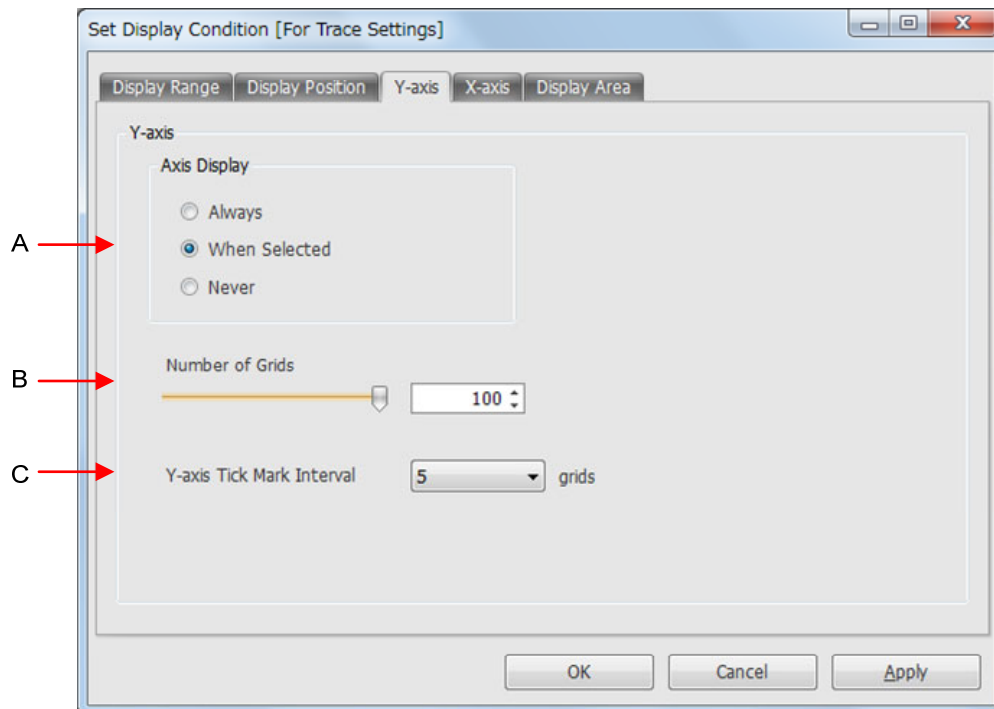 Set Display Condition [For Trace Settings]
Display Range Display Position Y-axis X-axis Display Area
Y-axis
Axis Display
Always
A
When Selected
Never
Number of Grids
B
100
C
Y-axis Tick Mark Interval 5 grids
OK Cancel Apply